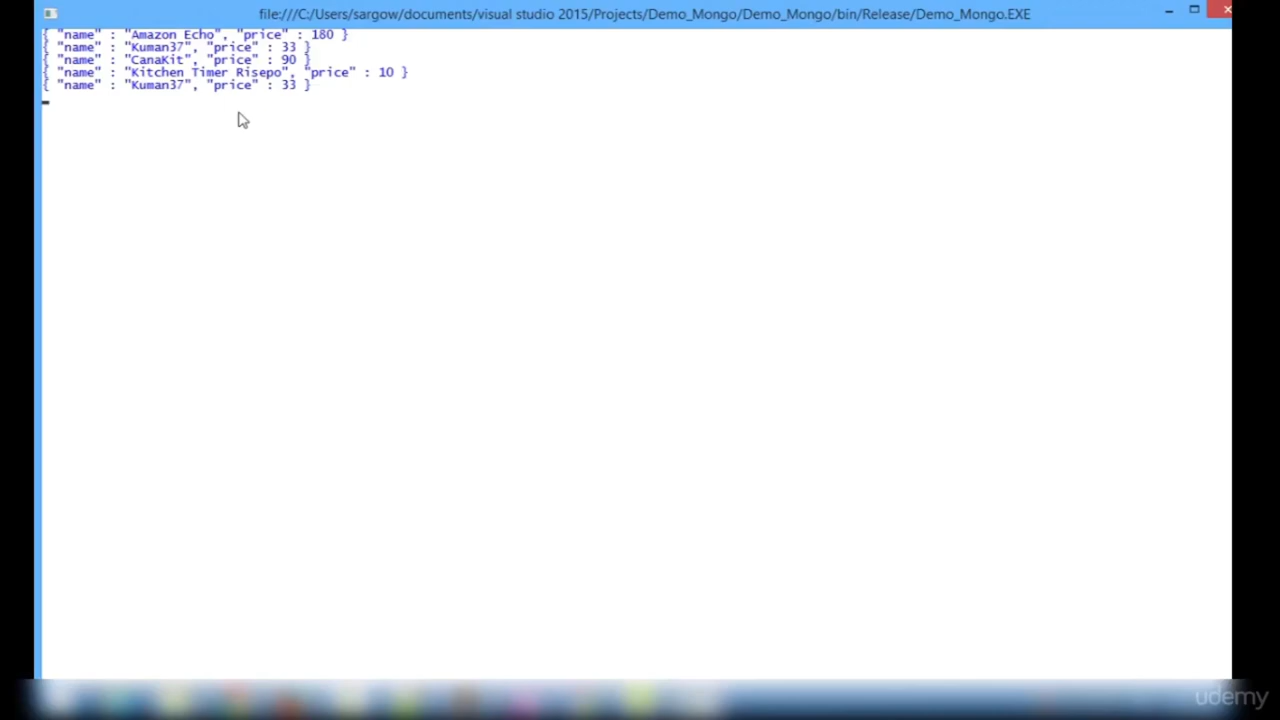 file:///C:/Users/sargow/documents/visual studio 2015/Projects/Demo_Mongo/Demo_Mongo/bin/Release/Demo_Mongo.EXE
{ "name" : "Amazon Echo", "price" : 180 }
{ "name" : "Kuman37", "price" : 33 }
{ "name" : "CanaKit", "price" : 90 }
{ "name" : "Kitchen Timer Risepo", "price" : 10 }
{ "name" : "Kuman37", "price" : 33 }
udemy